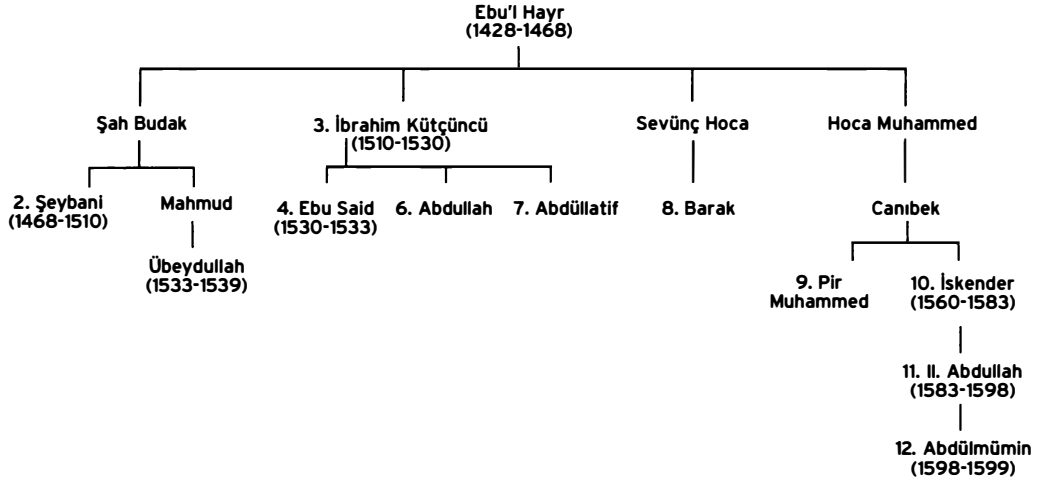 Ebu'l Hayr
(1428-1468)
Şah Budak
3. İbrahim Kütçüncü
(1510-1530)
Sevünç Hoca
Hoca Muhammed
2. Şeybani
(1468-1510)
Mahmud
4. Ebu Said
(1530-1533)
6. Abdullah
7. Abdüllatif
8. Barak
Canıbek
Übeydullah
(1533-1539)
9. Pir
Muhammed
10. İskender
(1560-1583)
11. II. Abdullah
(1583-1598)
12. Abdülmümin
(1598-1599)